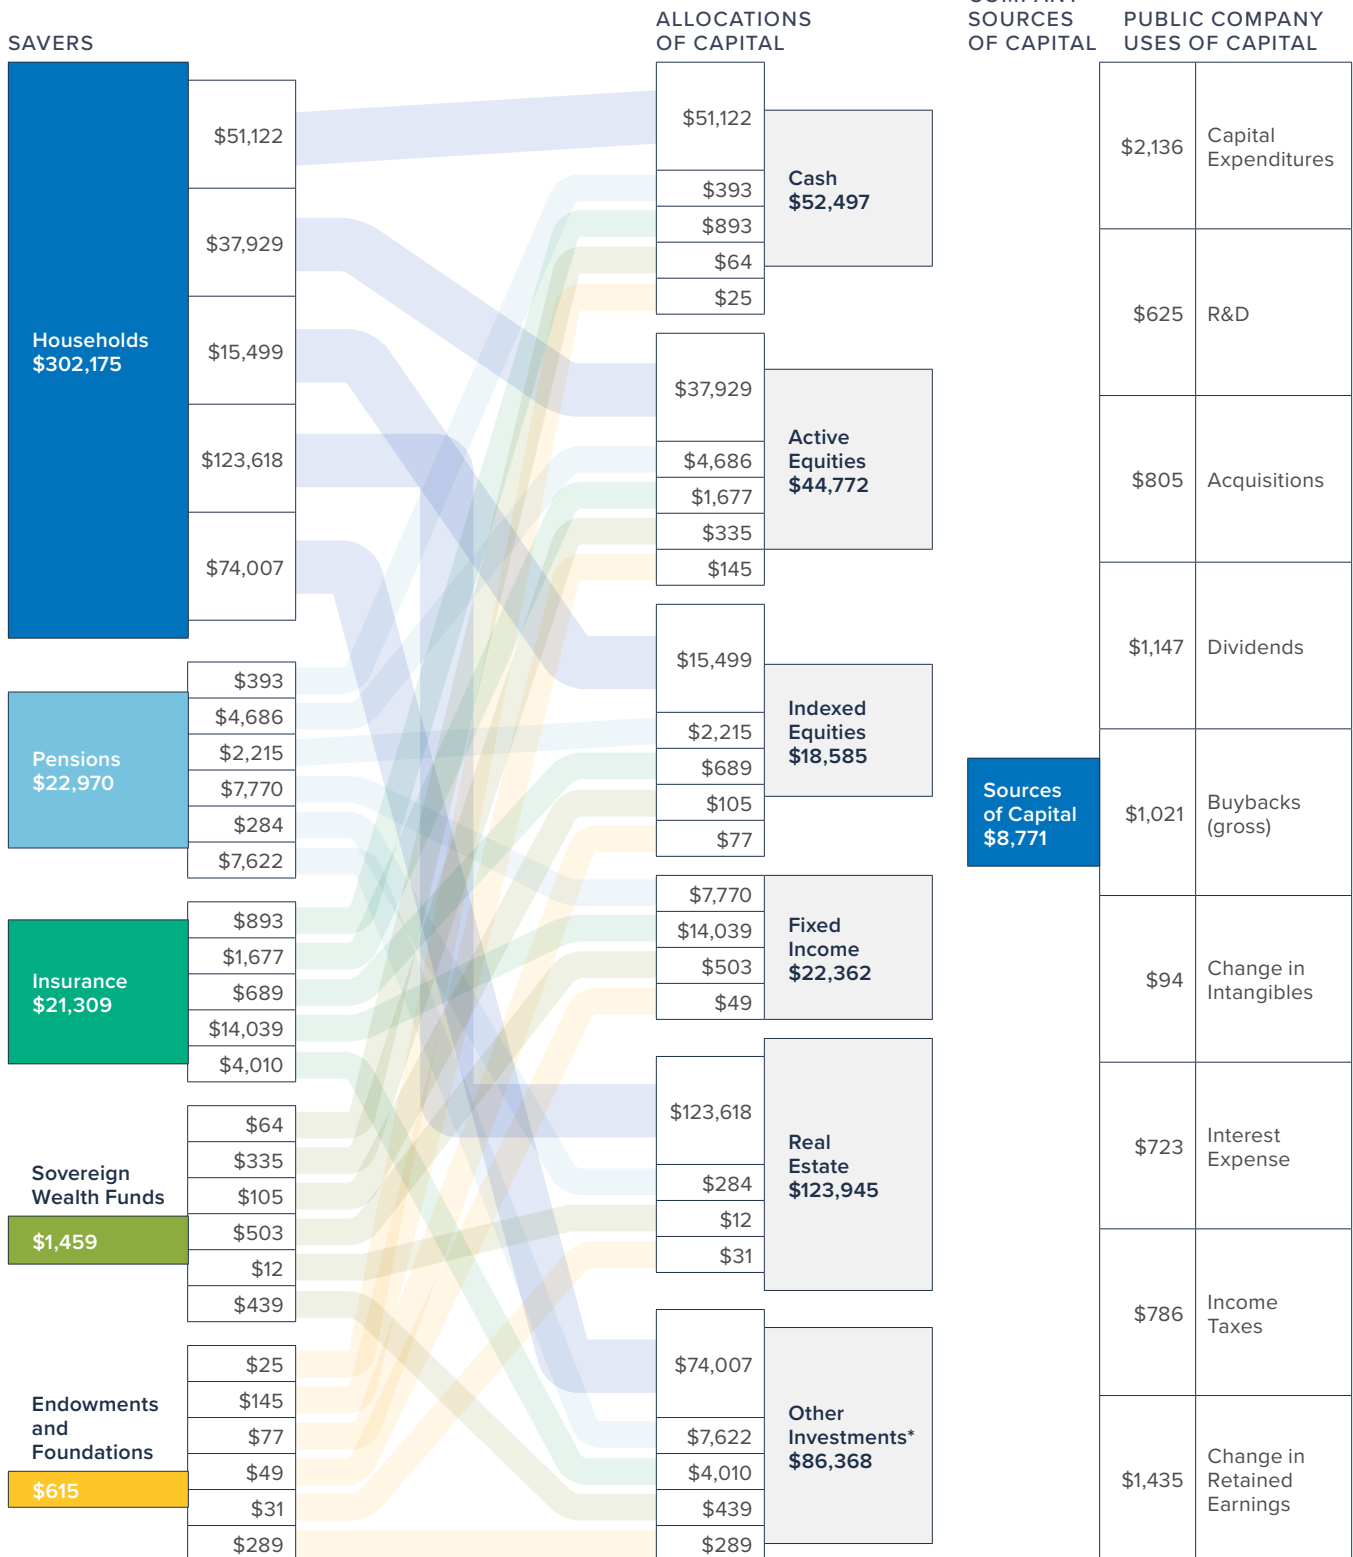 SAVERS
Households
$302,175
$51,122
$37,929
$15,499
$123,618
$74,007
Pensions
$22,970
$393
$4,686
$2,215
$7,770
$284
$7,622
Insurance
$21,309
$893
$1,677
$689
$14,039
$4,010
Sovereign
Wealth Funds
$1,459
$64
$335
$105
$503
$12
$439
Endowments
and
Foundations
$615
$25
$145
$77
$49
$31
$289
ALLOCATIONS
OF CAPITAL
$51,122
$393
$893
$64
$25
Cash
$52,497
$37,929
$4,686
$1,677
$335
$145
Active
Equities
$44,772
$15,499
$2,215
$689
$105
$77
Indexed
Equities
$18,585
$7,770
$14,039
$503
$49
Fixed
Income
$22,362
$123,618
$284
$12
$31
Real
Estate
$123,945
$74,007
$7,622
$4,010
$439
$289
Other
Investments*
$86,368
SOURCES
OF CAPITAL
Sources
of Capital
$8,771
PUBLIC COMPANY
USES OF CAPITAL
$2,136
Capital
Expenditures
$625
R&D
$805
Acquisitions
$1,147
Dividends
$1,021
Buybacks
(gross)
$94
Change in
Intangibles
$723
Interest
Expense
$786
Income
Taxes
$1,435
Change in
Retained
Earnings